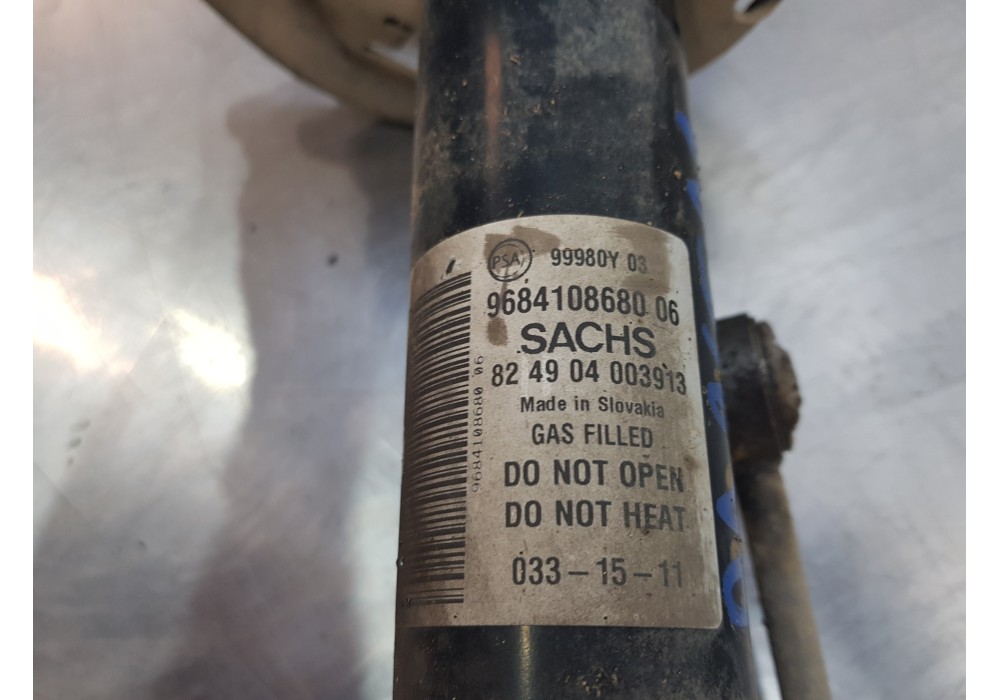 PSA 99980Y 03
9684108680 06
SACHS
82 49 04 003913
Made in Slovakia
GAS FILLED
DO NOT OPEN
DO NOT HEAT
033-15-11
9684108680 06